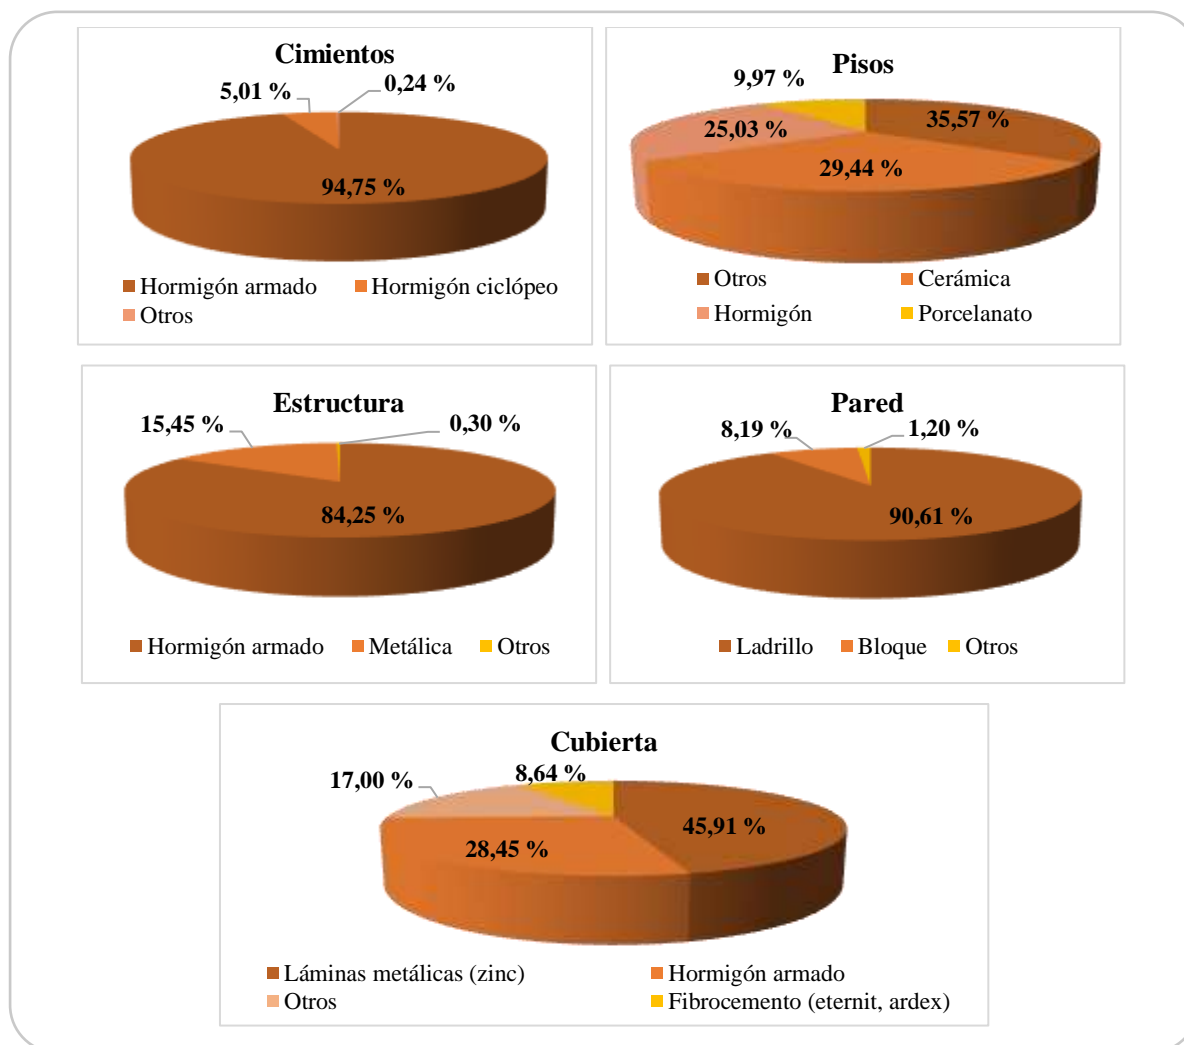 Cimientos
5,01 %
0,24 %
94,75 %
Hormigón armado
Hormigón ciclópeo
Otros
Pisos
9,97 %
35,57 %
25,03 %
29,44 %
Otros
Cerámica
Hormigón
Porcelanato
Estructura
15,45 %
0,30 %
84,25 %
Hormigón armado
Metálica
Otros
Pared
8,19 %
1,20 %
90,61 %
Ladrillo
Bloque
Otros
Cubierta
17,00 %
8,64 %
45,91 %
28,45 %
Láminas metálicas (zinc)
Hormigón armado
Otros
Fibrocemento (eternit, ardex)